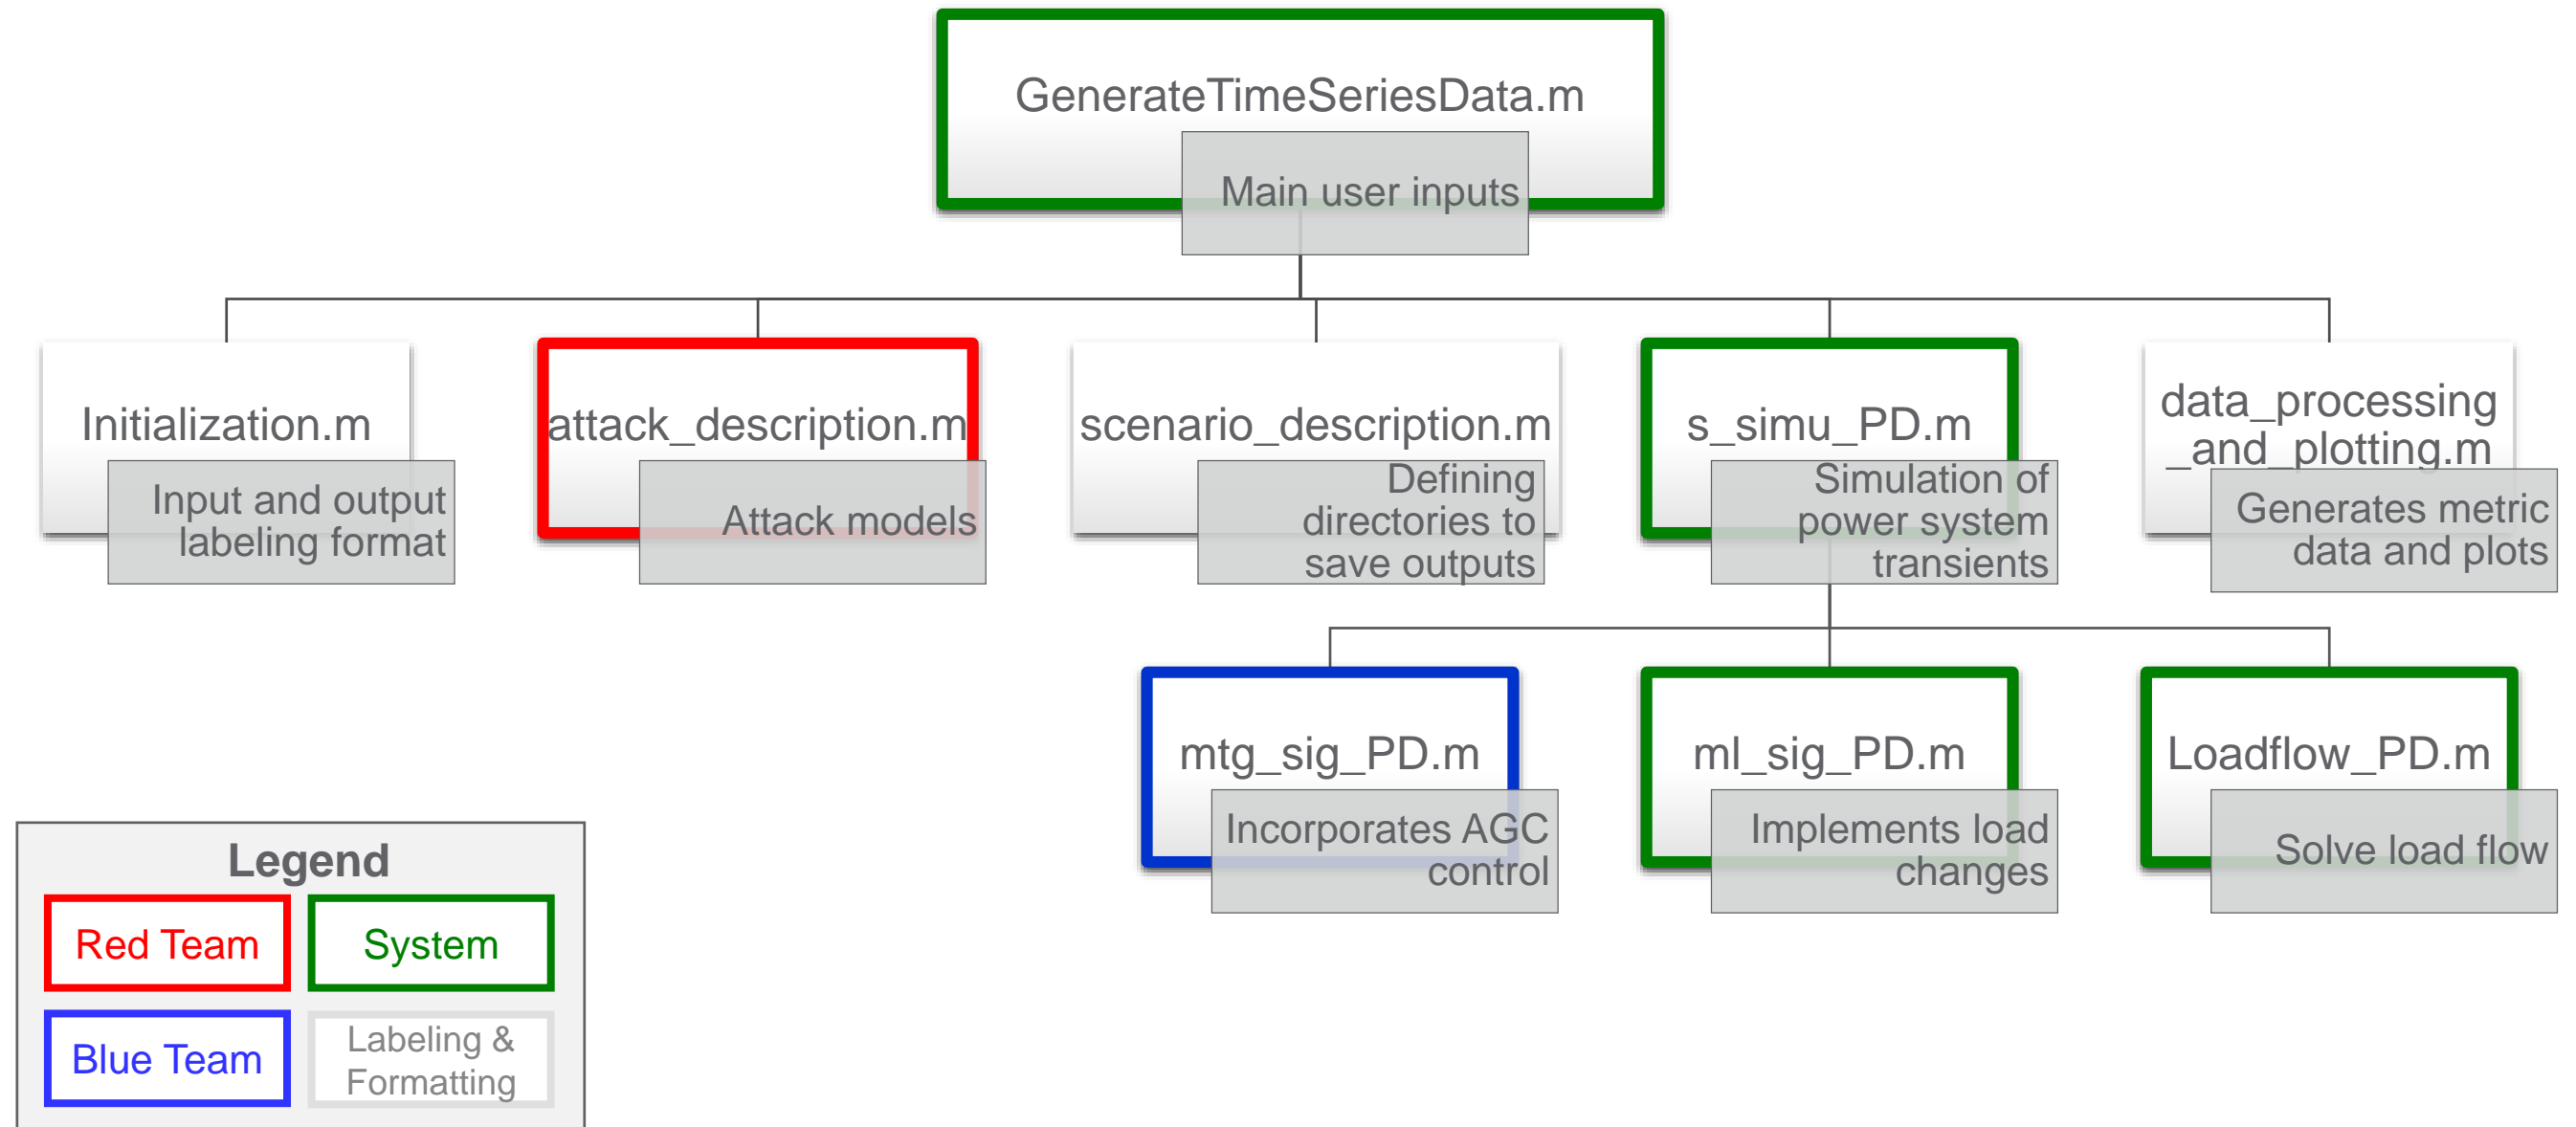 GenerateTimeSeriesData.m
Main user inputs
Initialization.m
Input and output
labeling format
attack_description.m
Attack models
scenario_description.m
Defining
directories to
save outputs
s_simu_PD.m
Simulation of
power system
transients
data_processing
_and_plotting.m
Generates metric
data and plots
mtg_sig_PD.m
Incorporates AGC
control
ml_sig_PD.m
Implements load
changes
Loadflow_PD.m
Solve load flow
Legend
Red Team
System
Blue Team
Labeling &
Formatting